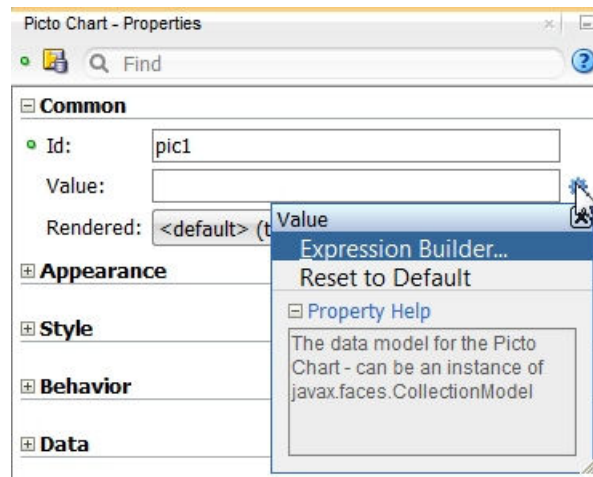 Picto Chart - Properties
Find
Common
Id: pic1
Value:
Rendered: <default> (t
Value
Expression Builder...
Reset to Default
Property Help
The data model for the Picto
Chart - can be an instance of
javax.faces.CollectionModel
Appearance
Style
Behavior
Data